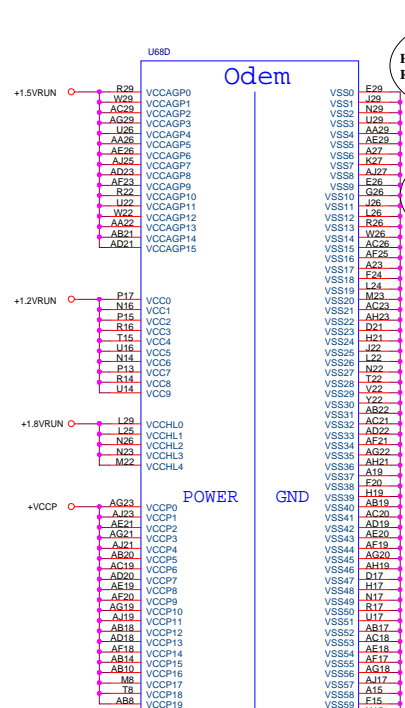 U68D
Odem
+1.5VRUN
R29 VCCAGP0
W29 VCCAGP1
AC29 VCCAGP2
AG29 VCCAGP3
U26 VCCAGP4
AA26 VCCAGP5
AE26 VCCAGP6
AJ25 VCCAGP7
AD23 VCCAGP8
AF23 VCCAGP9
R22 VCCAGP10
U22 VCCAGP11
W22 VCCAGP12
AA22 VCCAGP13
AB21 VCCAGP14
AD21 VCCAGP15
+1.2VRUN
P17 VCC0
N16 VCC1
P15 VCC2
R16 VCC3
T15 VCC4
U16 VCC5
N14 VCC6
P13 VCC7
R14 VCC8
U14 VCC9
+1.8VRUN
L29 VCCHL0
L25 VCCHL1
N26 VCCHL2
N23 VCCHL3
M22 VCCHL4
+VCCP
AG23 VCCP0
AJ23 VCCP1
AE21 VCCP2
AG21 VCCP3
AJ21 VCCP4
AB20 VCCP5
AC19 VCCP6
AD20 VCCP7
AE19 VCCP8
AF20 VCCP9
AG19 VCCP10
AJ19 VCCP11
AB18 VCCP12
AD18 VCCP13
AF18 VCCP14
AB14 VCCP15
AB10 VCCP16
M8 VCCP17
T8 VCCP18
AB8 VCCP19
POWER
GND
VSS0 E29
VSS1 J29
VSS2 N29
VSS3 U29
VSS4 AA29
VSS5 AE29
VSS6 A27
VSS7 K27
VSS8 AJ27
VSS9 E26
VSS10 G26
VSS11 J26
VSS12 L26
VSS13 R26
VSS14 W26
VSS15 AC26
VSS16 AF25
VSS17 A23
VSS18 F24
VSS19 L24
VSS20 M23
VSS21 AC23
VSS22 AH23
VSS23 D21
VSS24 H21
VSS25 J22
VSS26 L22
VSS27 N22
VSS28 T22
VSS29 V22
VSS30 Y22
VSS31 AB22
VSS32 AC21
VSS33 AD22
VSS34 AF21
VSS35 AG22
VSS36 AH21
VSS37 A19
VSS38 F20
VSS39 H19
VSS40 AB19
VSS41 AC20
VSS42 AD19
VSS43 AE20
VSS44 AF19
VSS45 AG20
VSS46 AH19
VSS47 D17
VSS48 H17
VSS49 N17
VSS50 R17
VSS51 U17
VSS52 AB17
VSS53 AC18
VSS54 AE18
VSS55 AF17
VSS56 AG18
VSS57 AJ17
VSS58 A15
VSS59 F15